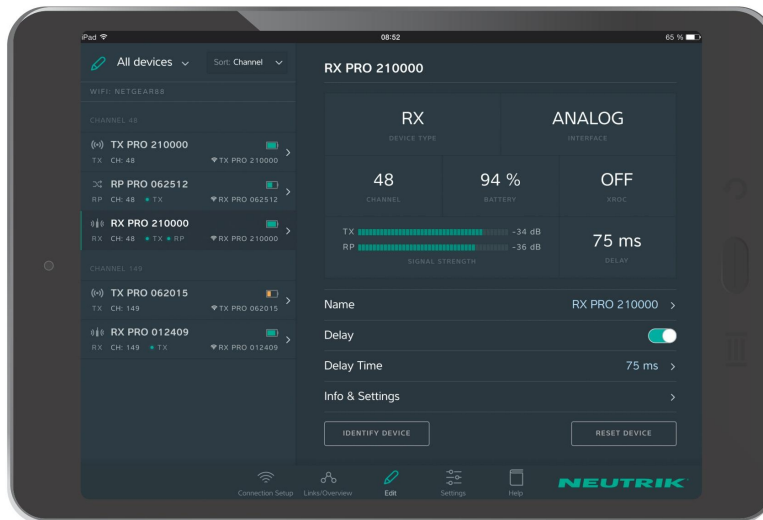 iPad 08:52 65 %
All devices Sort: Channel
WIFI: NETGEAR88
CHANNEL 48
TX PRO 210000
TX CH: 48 TX PRO 210000
RP PRO 062512
RP CH: 48 TX RX PRO 062512
RX PRO 210000
RX CH: 48 TX RP RX PRO 210000
CHANNEL 149
TX PRO 062015
TX CH: 149 TX PRO 062015
RX PRO 012409
RX CH: 149 TX RX PRO 012409
RX PRO 210000
RX ANALOG
DEVICE TYPE INTERFACE
48 94 % OFF
CHANNEL BATTERY XROC
TX -34 dB
RP -36 dB
SIGNAL STRENGTH
75 ms
DELAY
Name RX PRO 210000
Delay
Delay Time 75 ms
Info & Settings
IDENTIFY DEVICE RESET DEVICE
Connection Setup Links/Overview Edit Settings Help
NEUTRIK